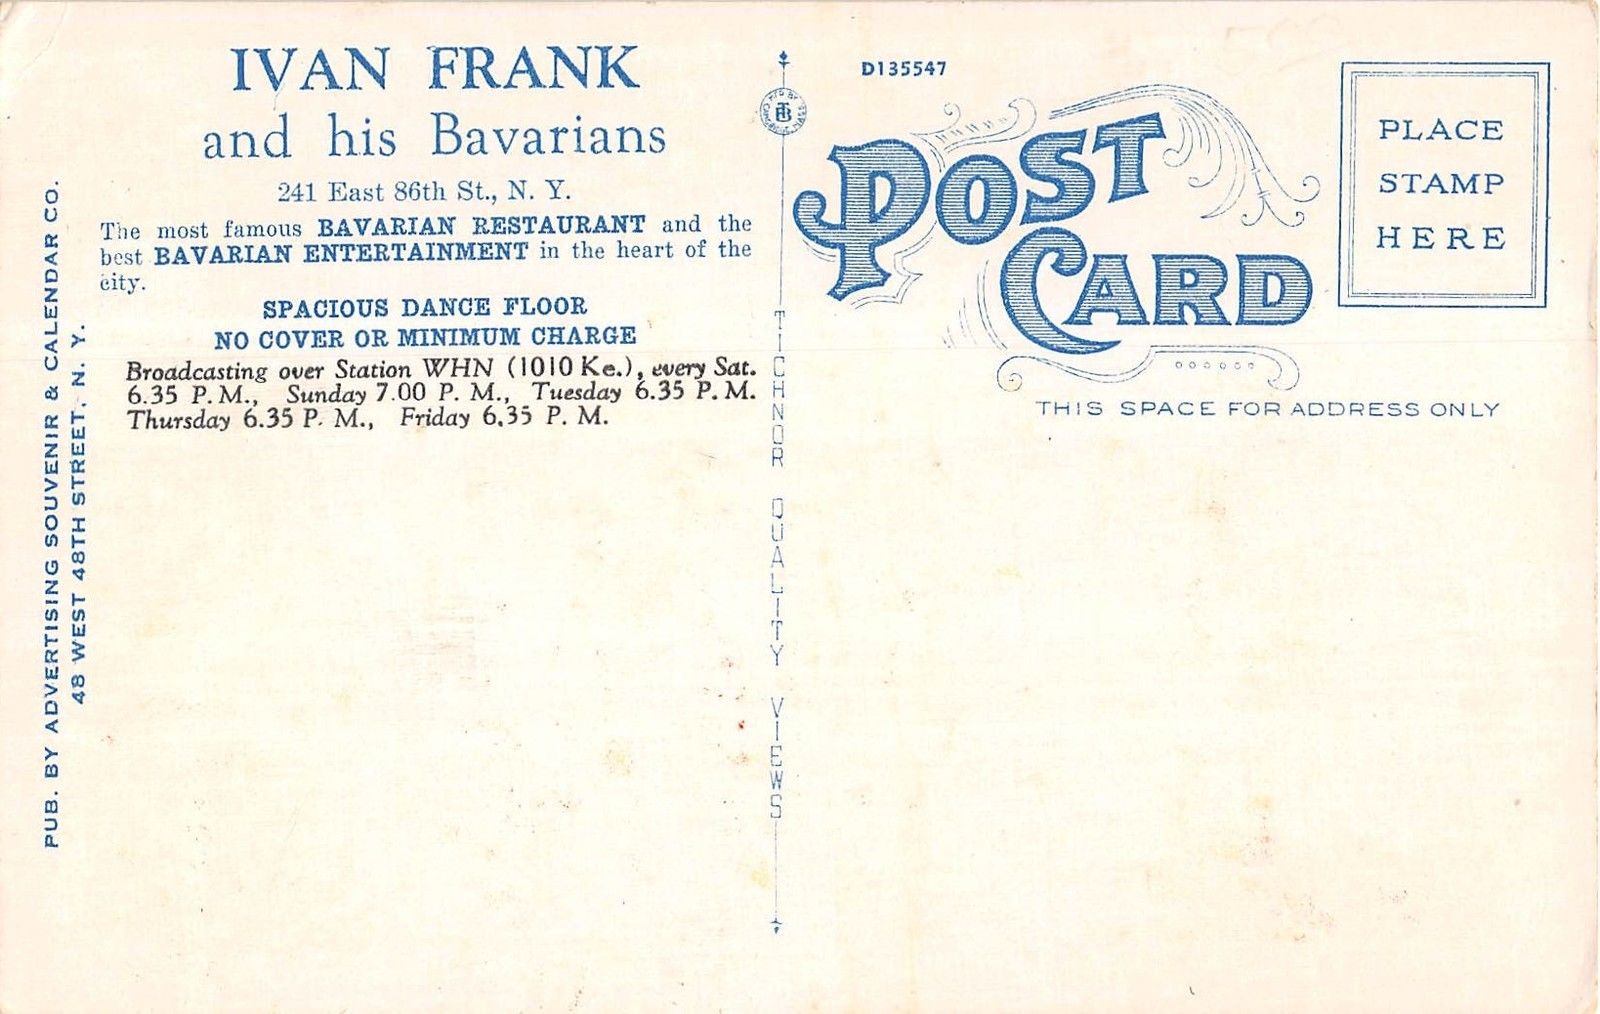 IVAN FRANK
and his Bavarians
241 East 86th St., N. Y.
The most famous BAVARIAN RESTAURANT and the
best BAVARIAN ENTERTAINMENT in the heart of the
city.
SPACIOUS DANCE FLOOR
NO COVER OR MINIMUM CHARGE
Broadcasting over Station WHN (1010 Ke.), every Sat.
6.35 P. M., Sunday 7.00 P. M., Tuesday 6.35 P. M.
Thursday 6.35 P. M., Friday 6.35 P. M.
PUB. BY ADVERTISING SOUVENIR & CALENDAR CO.
48 WEST 48TH STREET, N. Y.
TICHNOR QUALITY VIEWS
D135547
POST
CARD
PLACE
STAMP
HERE
THIS SPACE FOR ADDRESS ONLY